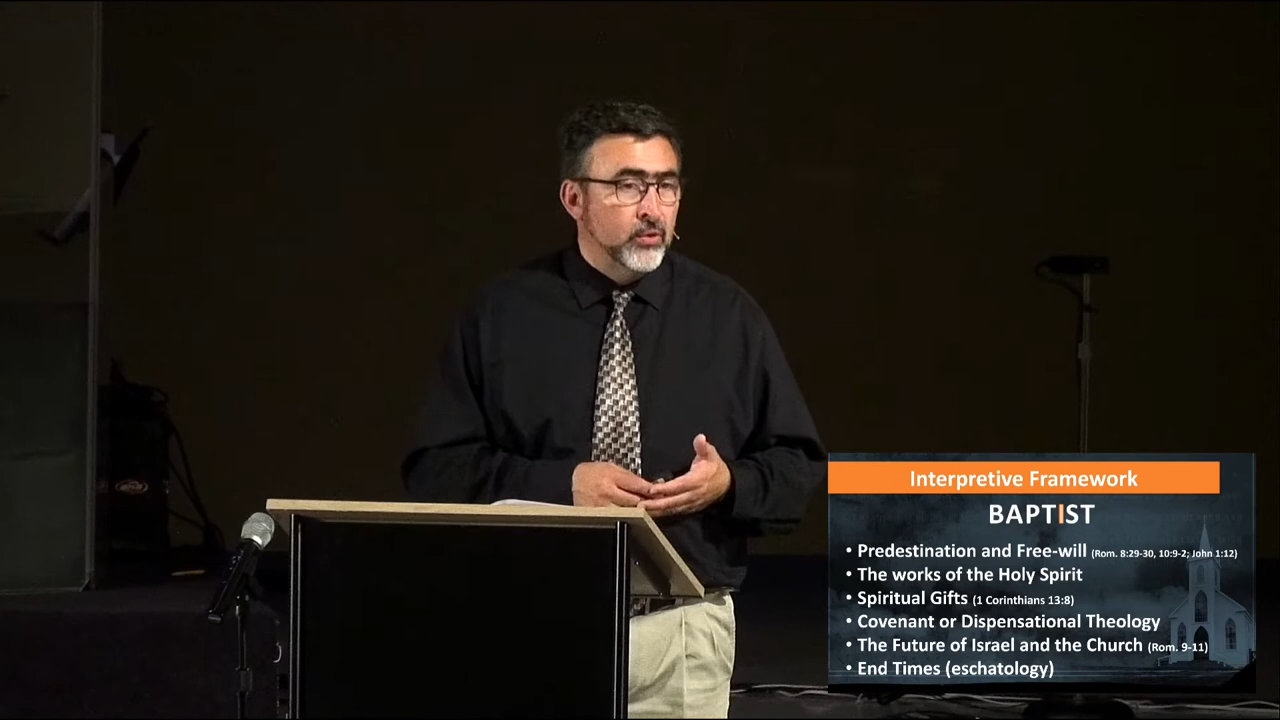 Interpretive Framework
BAPTIST
• Predestination and Free-will (Rom. 8:29-30, 10:9-2; John 1:12)
• The works of the Holy Spirit
• Spiritual Gifts (1 Corinthians 13:8)
• Covenant or Dispensational Theology
• The Future of Israel and the Church (Rom. 9-11)
• End Times (eschatology)